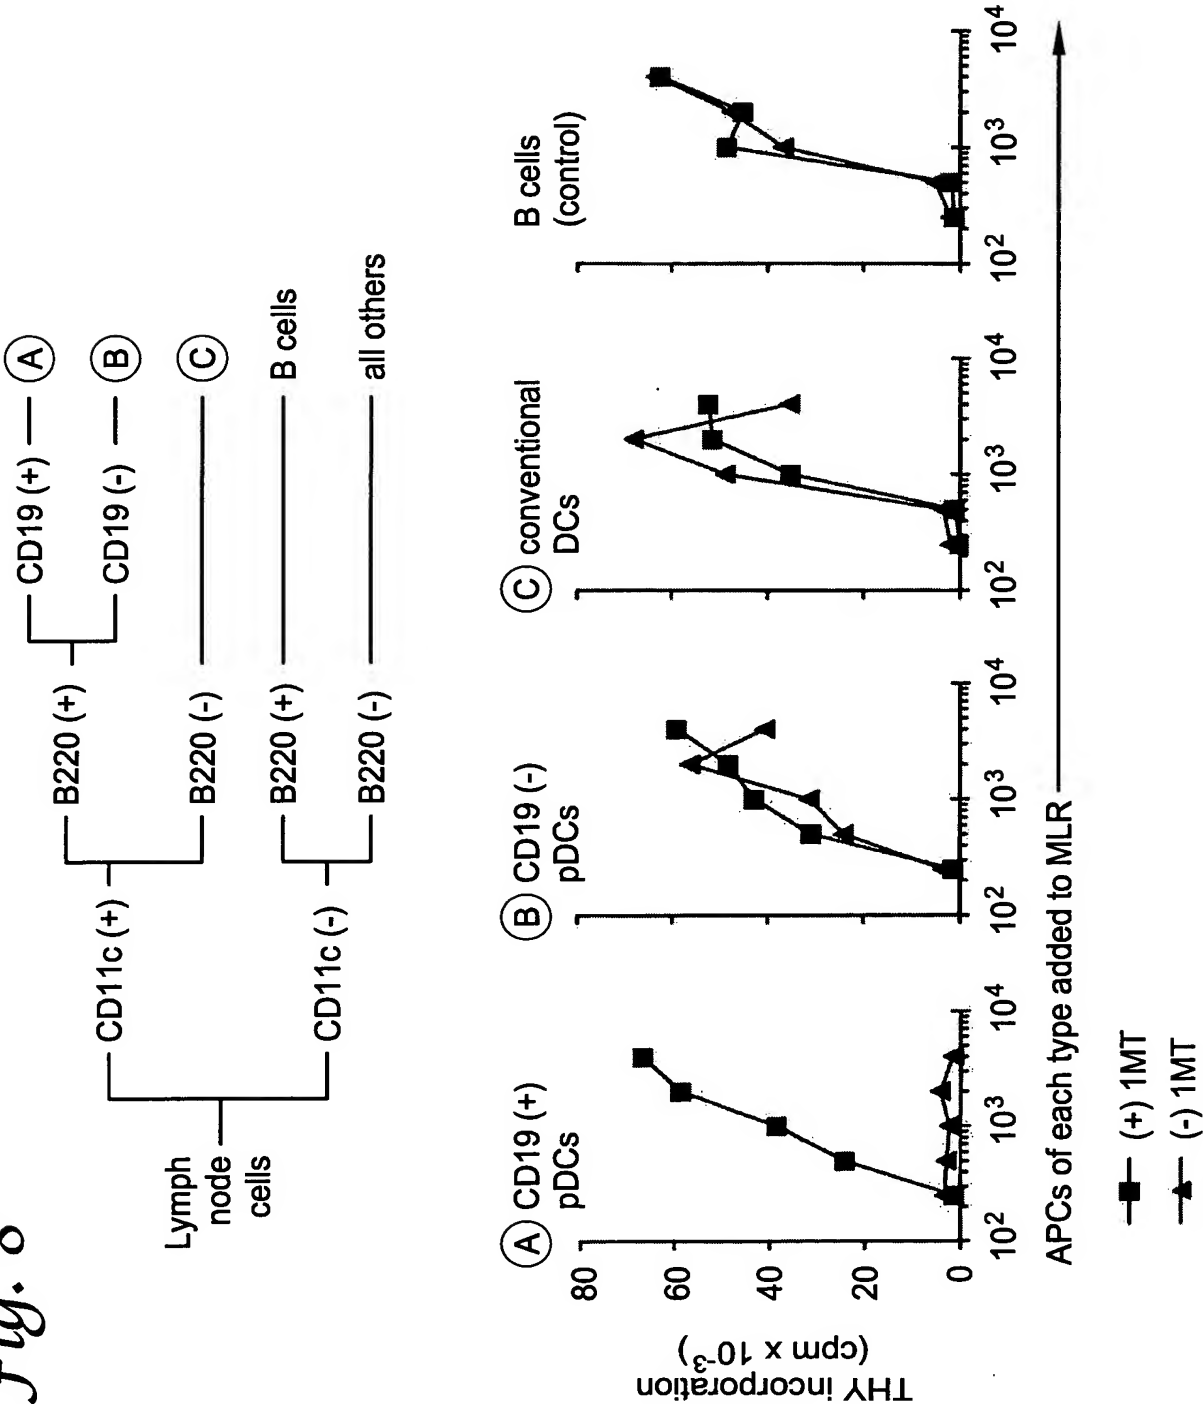 Fig. 8
Lymph
node
cells
CD11c (+)
CD11c (-)
B220 (+)
B220 (-)
B220 (+)
B220 (-)
CD19 (+)
CD19 (-)
A
B
C
B cells
all others
THY incorporation
(cpm x 10-3)
80
60
40
20
0
A CD19 (+)
pDCs
10² 10³ 10⁴
B CD19 (-)
pDCs
10² 10³ 10⁴
C conventional
DCs
10² 10³ 10⁴
B cells
(control)
10² 10³ 10⁴
APCs of each type added to MLR
(+) 1MT
(-) 1MT